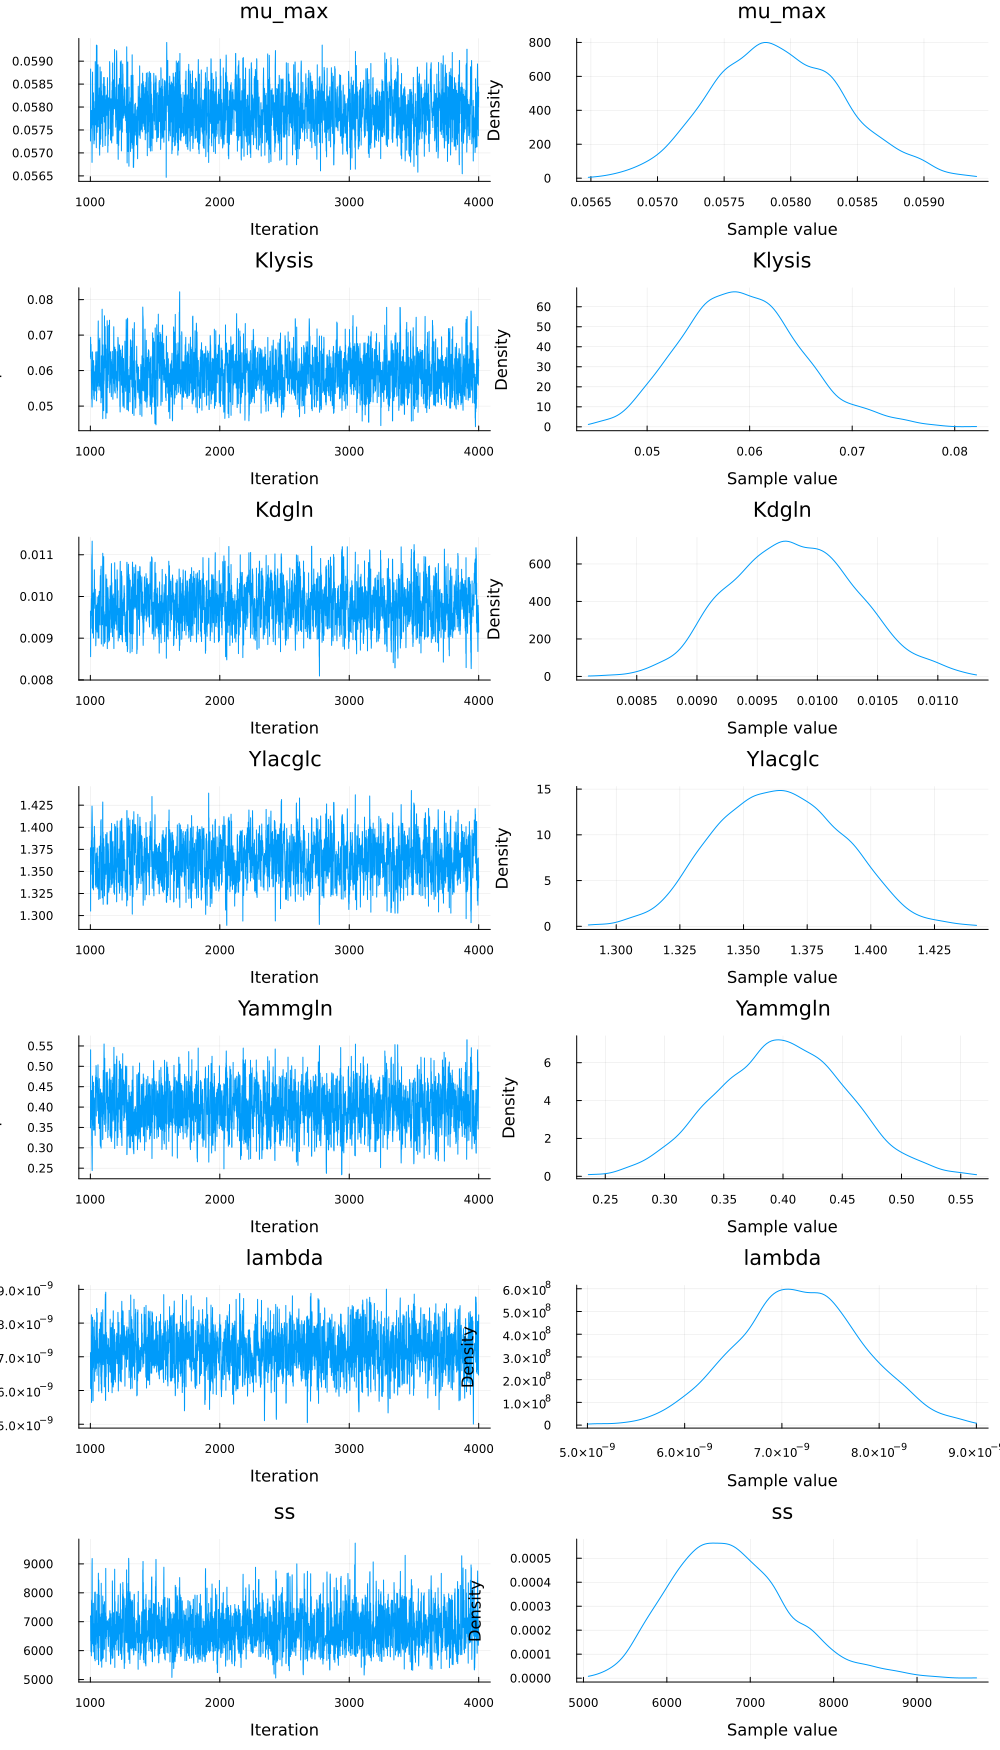 mu_max mu_max
0.0590
0.0585
0.0580
0.0575
0.0570
0.0565
1000 2000 3000 4000
Iteration
Density
800
600
400
200
0
0.0565 0.0570 0.0575 0.0580 0.0585 0.0590
Sample value
Klysis Klysis
0.08
0.07
0.06
0.05
1000 2000 3000 4000
Iteration
Density
60
50
40
30
20
10
0
0.05 0.06 0.07 0.08
Sample value
Kdgln Kdgln
0.011
0.010
0.009
0.008
1000 2000 3000 4000
Iteration
Density
600
400
200
0
0.0085 0.0090 0.0095 0.0100 0.0105 0.0110
Sample value
Ylacglc Ylacglc
1.425
1.400
1.375
1.350
1.325
1.300
1000 2000 3000 4000
Iteration
Density
15
10
5
0
1.300 1.325 1.350 1.375 1.400 1.425
Sample value
Yammgln Yammgln
0.55
0.50
0.45
0.40
0.35
0.30
0.25
1000 2000 3000 4000
Iteration
Density
6
4
2
0
0.25 0.30 0.35 0.40 0.45 0.50 0.55
Sample value
lambda lambda
9.0×10⁻⁹
8.0×10⁻⁹
7.0×10⁻⁹
6.0×10⁻⁹
5.0×10⁻⁹
1000 2000 3000 4000
Iteration
Density
6.0×10⁸
5.0×10⁸
4.0×10⁸
3.0×10⁸
2.0×10⁸
1.0×10⁸
0
5.0×10⁻⁹ 6.0×10⁻⁹ 7.0×10⁻⁹ 8.0×10⁻⁹ 9.0×10⁻⁹
Sample value
ss ss
9000
8000
7000
6000
5000
1000 2000 3000 4000
Iteration
Density
0.0005
0.0004
0.0003
0.0002
0.0001
0.0000
5000 6000 7000 8000 9000
Sample value